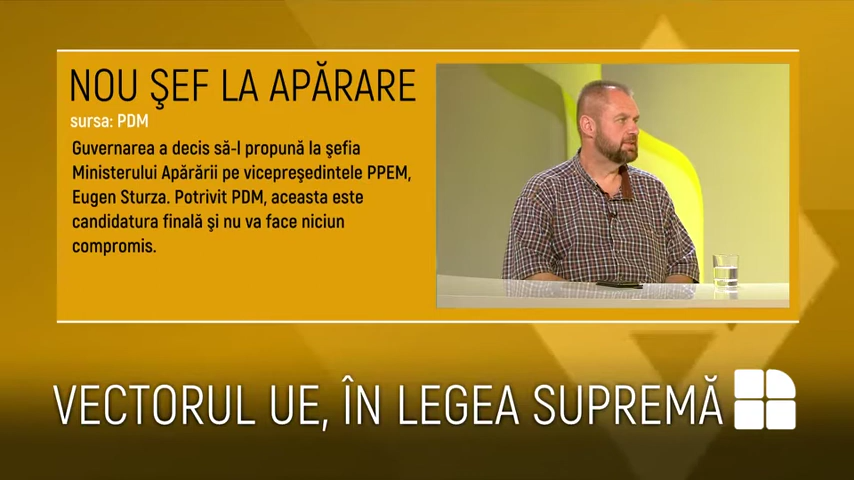 NOU ŞEF LA APĂRARE
sursa: PDM
Guvernarea a decis să-l propună la şefia
Ministerului Apărării pe vicepreşedintele PPEM,
Eugen Sturza. Potrivit PDM, aceasta este
candidatura finală şi nu va face niciun
compromis.
VECTORUL UE, ÎN LEGEA SUPREMĂ